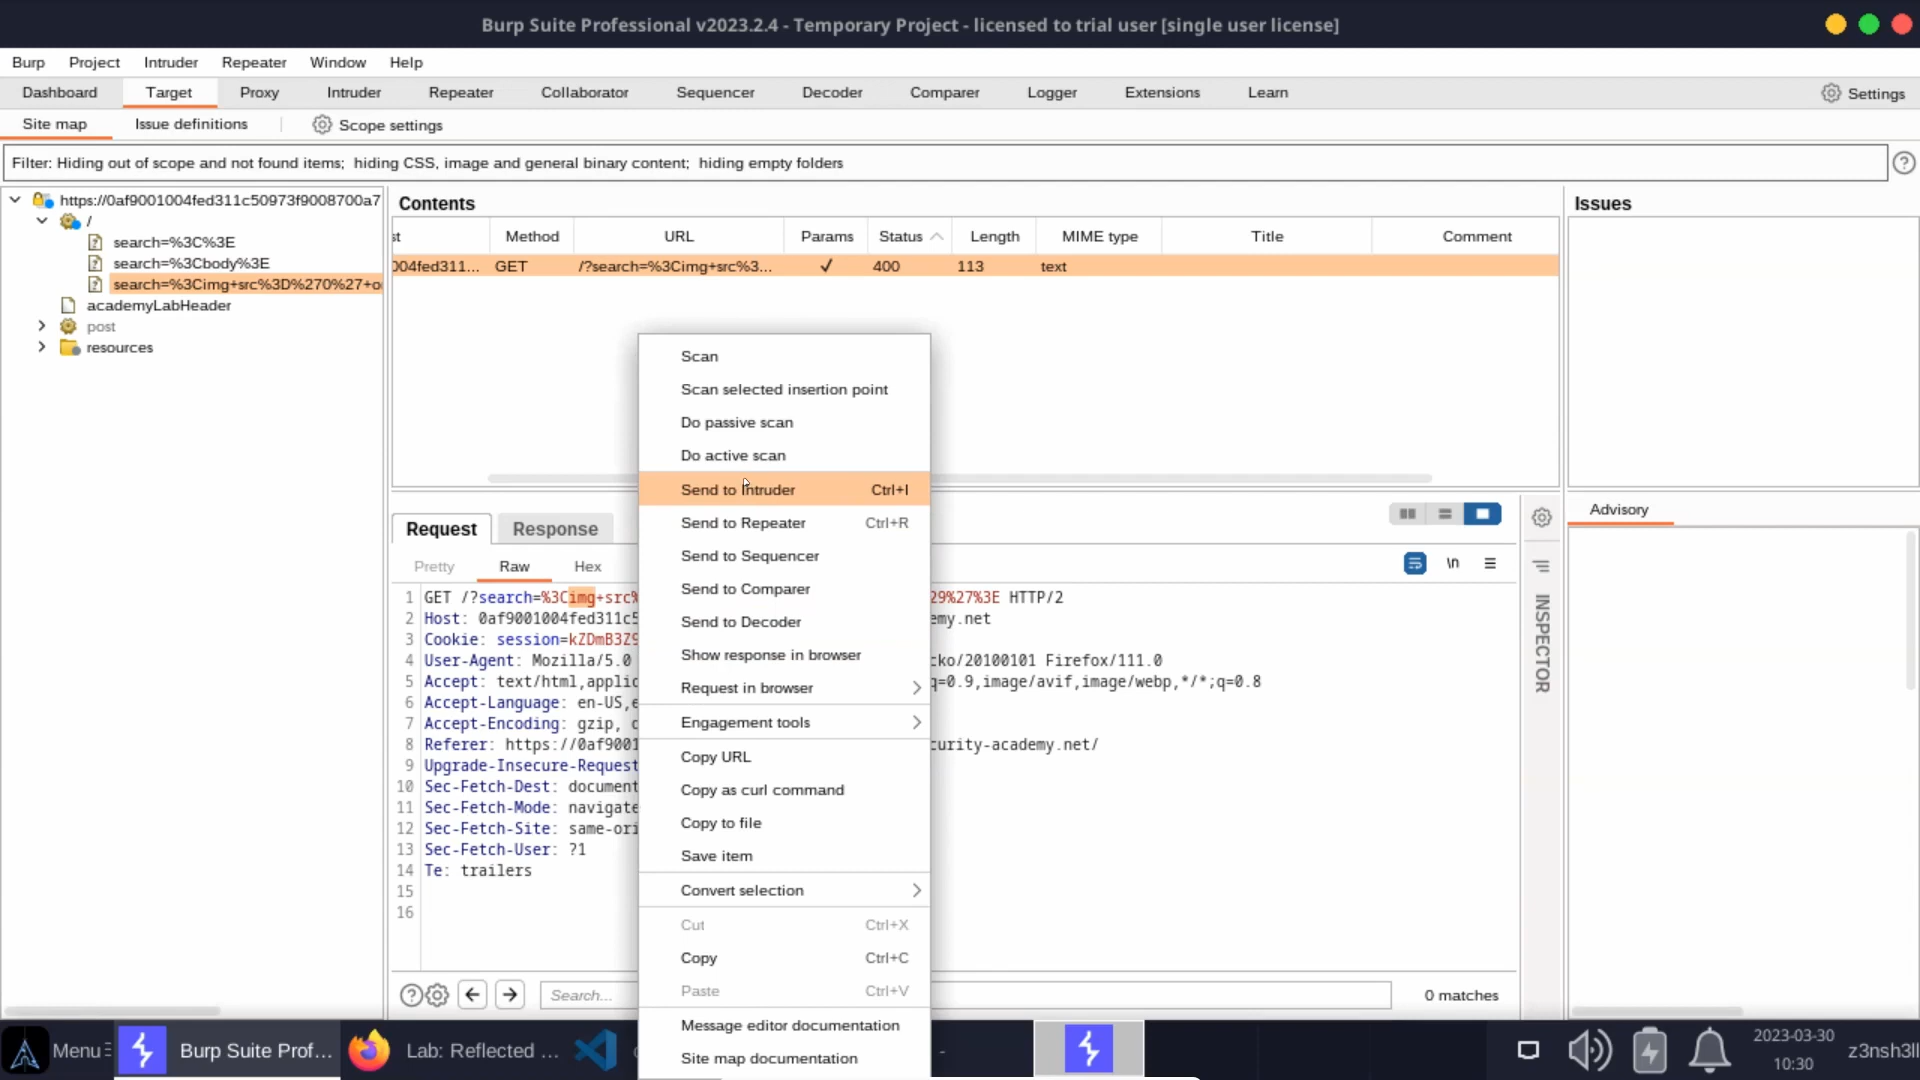 Burp Suite Professional v2023.2.4 - Temporary Project - licensed to trial user [single user license]
Burp Project Intruder Repeater Window Help
Dashboard Target Proxy Intruder Repeater Collaborator Sequencer Decoder Comparer Logger Extensions Learn Settings
Site map Issue definitions Scope settings
Filter: Hiding out of scope and not found items; hiding CSS, image and general binary content; hiding empty folders
https://0af9001004fed311c50973f9008700a7
/
search=%3C%3E
search=%3Cbody%3E
search=%3Cimg+src%3D%270%27+o
academyLabHeader
post
resources
Contents
st Method URL Params Status Length MIME type Title Comment
004fed311... GET /?search=%3Cimg+src%3... ✓ 400 113 text
Issues
Advisory
Scan
Scan selected insertion point
Do passive scan
Do active scan
Send to Intruder Ctrl+I
Send to Repeater Ctrl+R
Send to Sequencer
Send to Comparer
Send to Decoder
Show response in browser
Request in browser
Engagement tools
Copy URL
Copy as curl command
Copy to file
Save item
Convert selection
Cut Ctrl+X
Copy Ctrl+C
Paste Ctrl+V
Message editor documentation
Site map documentation
Request Response
Pretty Raw Hex
\n
INSPECTOR
1 GET /?search=%3Cimg+src% 29%27%3E HTTP/2
2 Host: 0af9001004fed311c5 emy.net
3 Cookie: session=kZDmB3Z9
4 User-Agent: Mozilla/5.0 cko/20100101 Firefox/111.0
5 Accept: text/html,applic q=0.9,image/avif,image/webp,*/*;q=0.8
6 Accept-Language: en-US,e
7 Accept-Encoding: gzip, d
8 Referer: https://0af9001 curity-academy.net/
9 Upgrade-Insecure-Request
10 Sec-Fetch-Dest: document
11 Sec-Fetch-Mode: navigate
12 Sec-Fetch-Site: same-ori
13 Sec-Fetch-User: ?1
14 Te: trailers
15
16
Search... 0 matches
Menu Burp Suite Prof... Lab: Reflected ... - 2023-03-30 z3nsh3ll
10:30